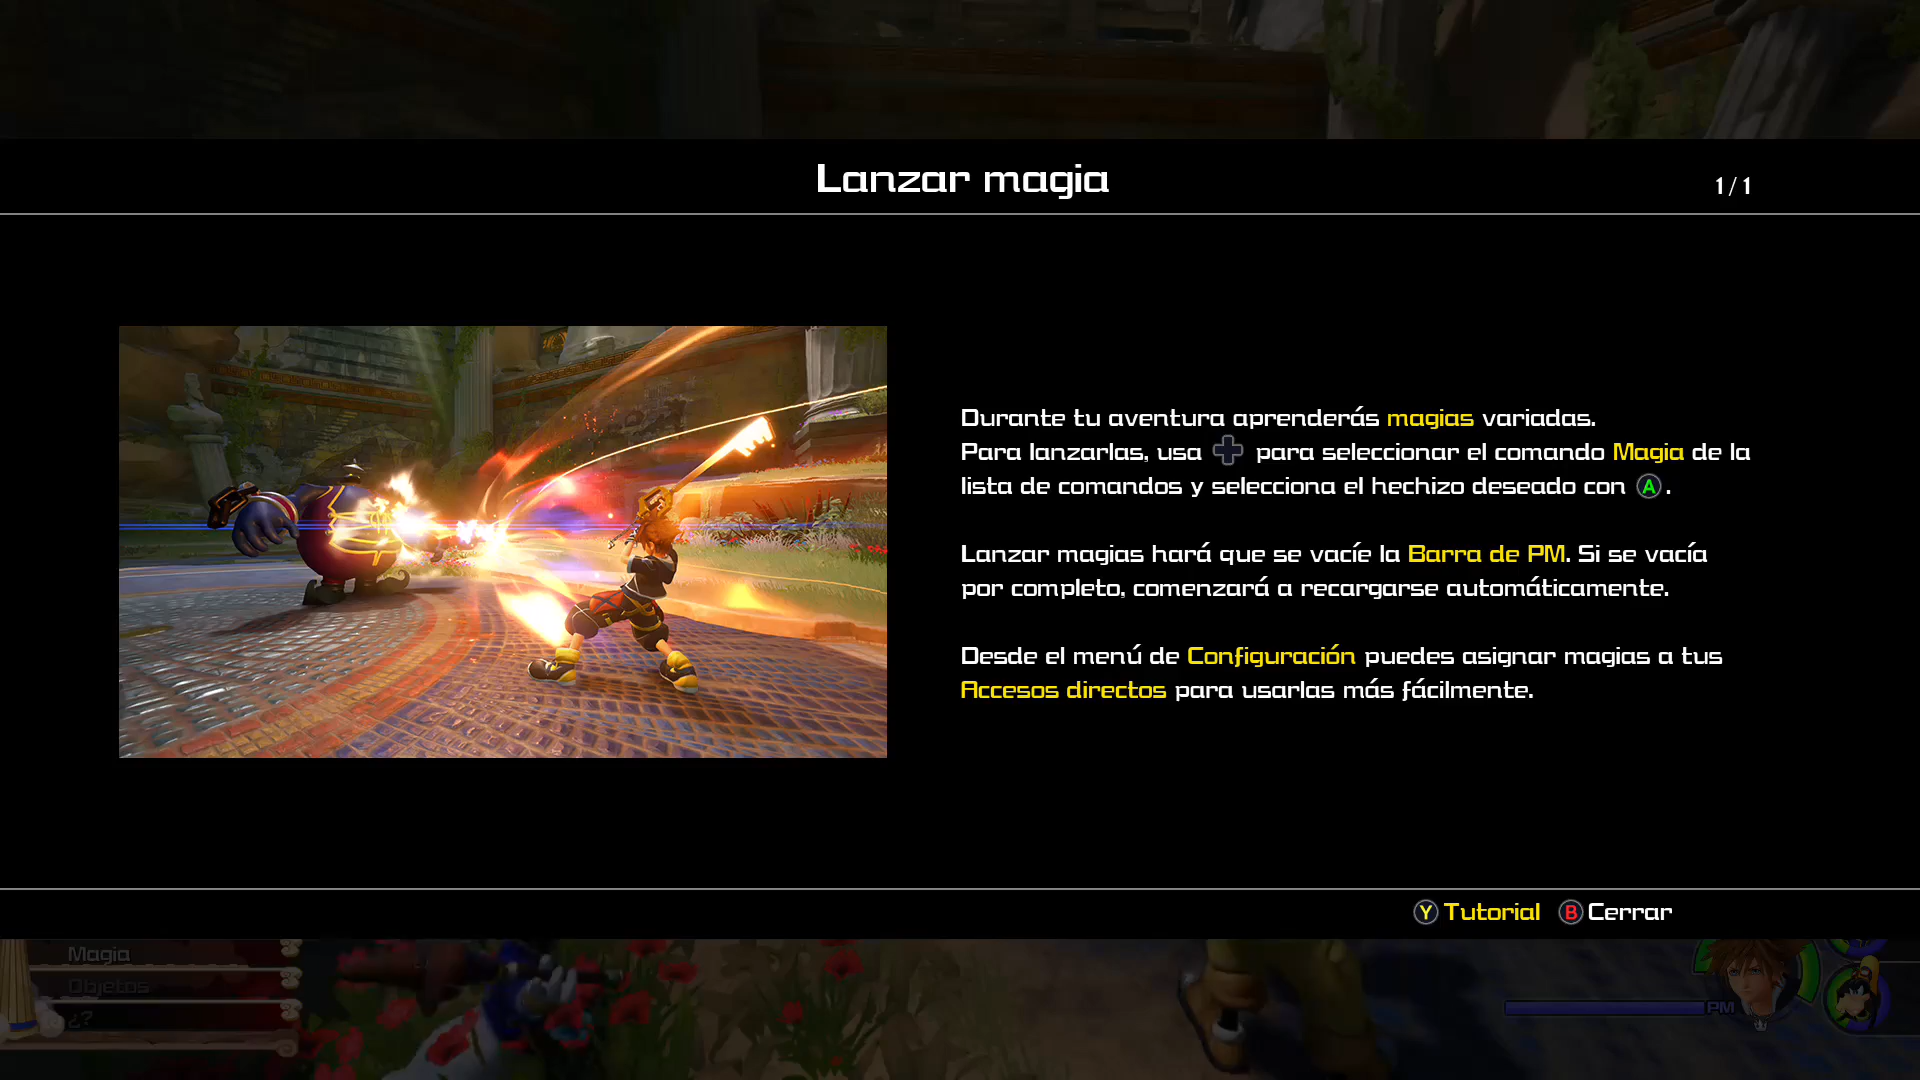 Lanzar magia
1/1
Durante tu aventura aprenderás magias variadas.
Para lanzarlas, usa para seleccionar el comando Magia de la
lista de comandos y selecciona el hechizo deseado con A.
Lanzar magias hará que se vacíe la Barra de PM. Si se vacía
por completo, comenzará a recargarse automáticamente.
Desde el menú de Configuración puedes asignar magias a tus
Accesos directos para usarlas más fácilmente.
Y Tutorial B Cerrar
Magia
Objetos
¿?
PM